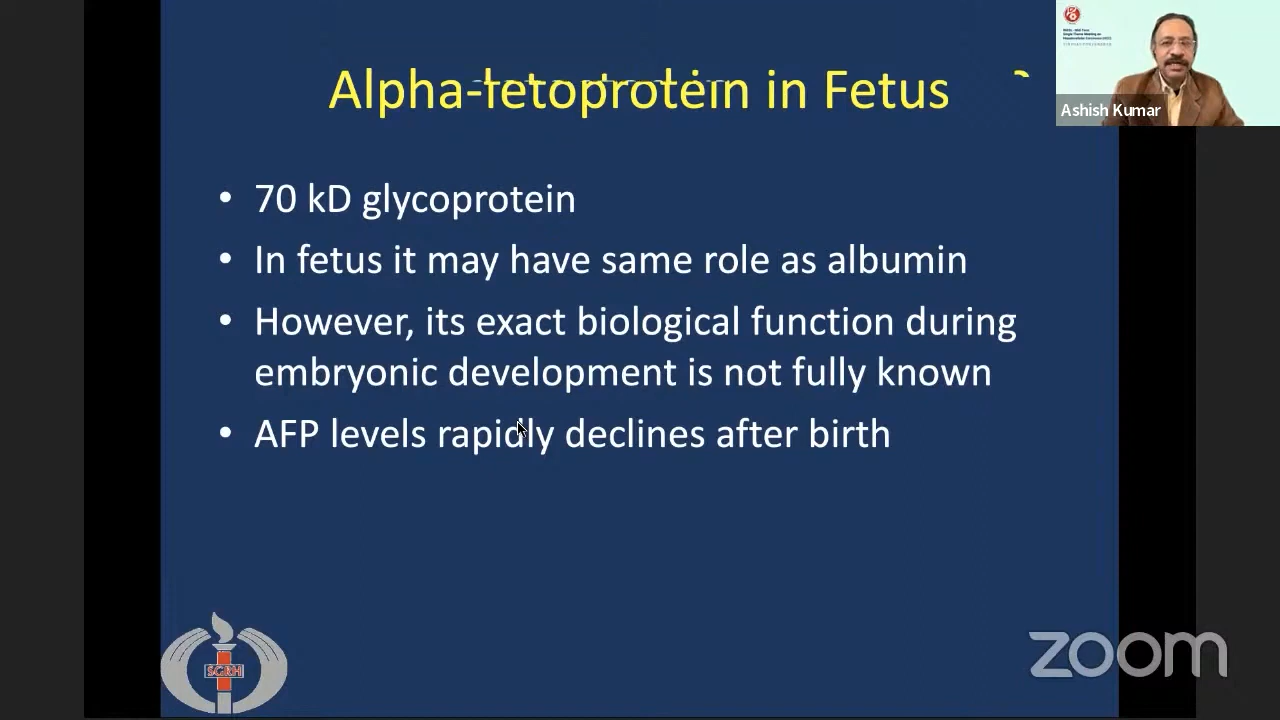 Alpha-fetoprotein in Fetus
• 70 kD glycoprotein
• In fetus it may have same role as albumin
• However, its exact biological function during
embryonic development is not fully known
• AFP levels rapidly declines after birth
Ashish Kumar
SGRH
zoom